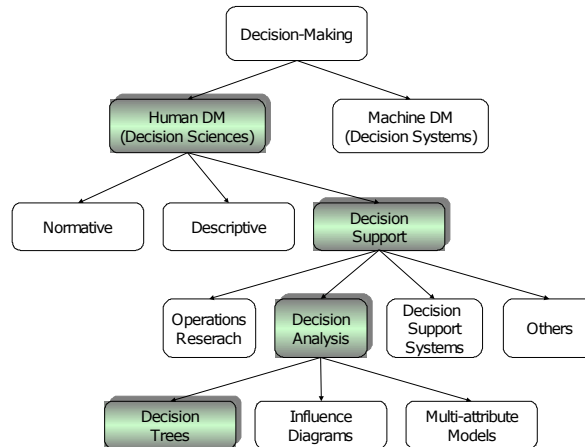 Decision-Making
Human DM
(Decision Sciences)
Machine DM
(Decision Systems)
Normative
Descriptive
Decision
Support
Operations
Reserach
Decision
Analysis
Decision
Support
Systems
Others
Decision
Trees
Influence
Diagrams
Multi-attribute
Models